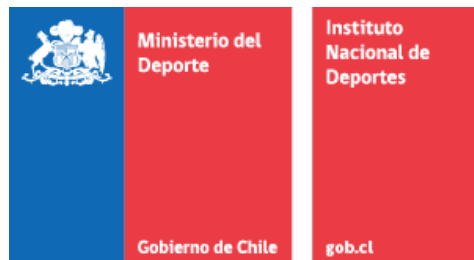 Ministerio del
Deporte
Gobierno de Chile
Instituto
Nacional de
Deportes
gob.cl